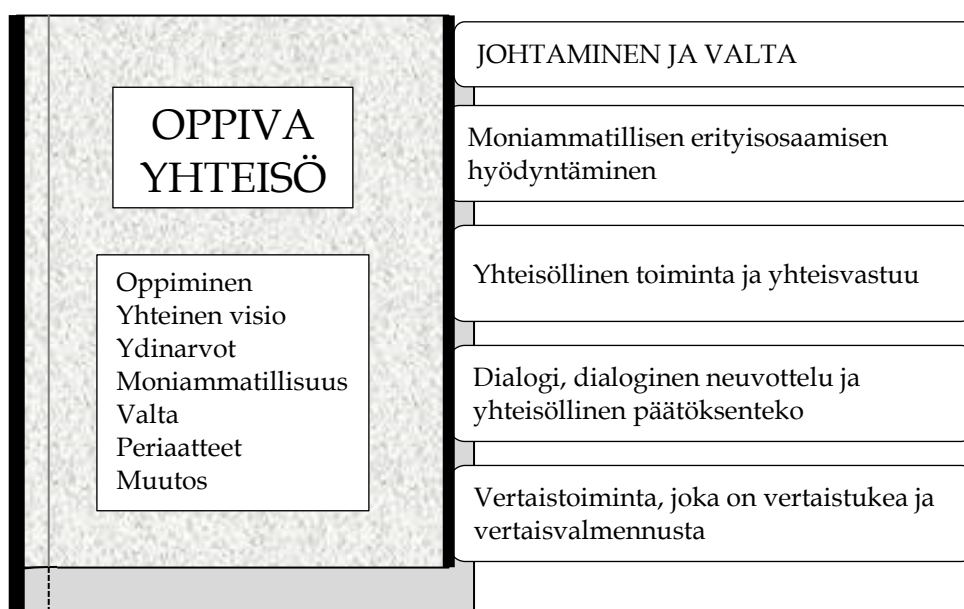 OPPIVA
YHTEISÖ
Oppiminen
Yhteinen visio
Ydinarvot
Moniammatillisuus
Valta
Periaatteet
Muutos
JOHTAMINEN JA VALTA
Moniammatillisen erityisosaamisen
hyödyntäminen
Yhteisöllinen toiminta ja yhteisvastuu
Dialogi, dialoginen neuvottelu ja
yhteisöllinen päätöksenteko
Vertaistoiminta, joka on vertaistukea ja
vertaisvalmennusta